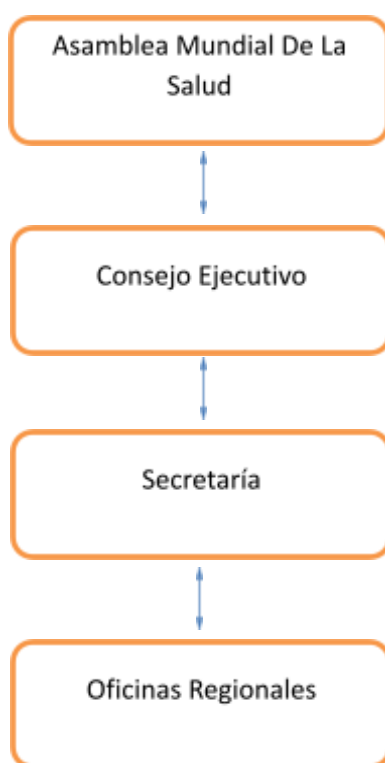 Asamblea Mundial De La
Salud
Consejo Ejecutivo
Secretaría
Oficinas Regionales